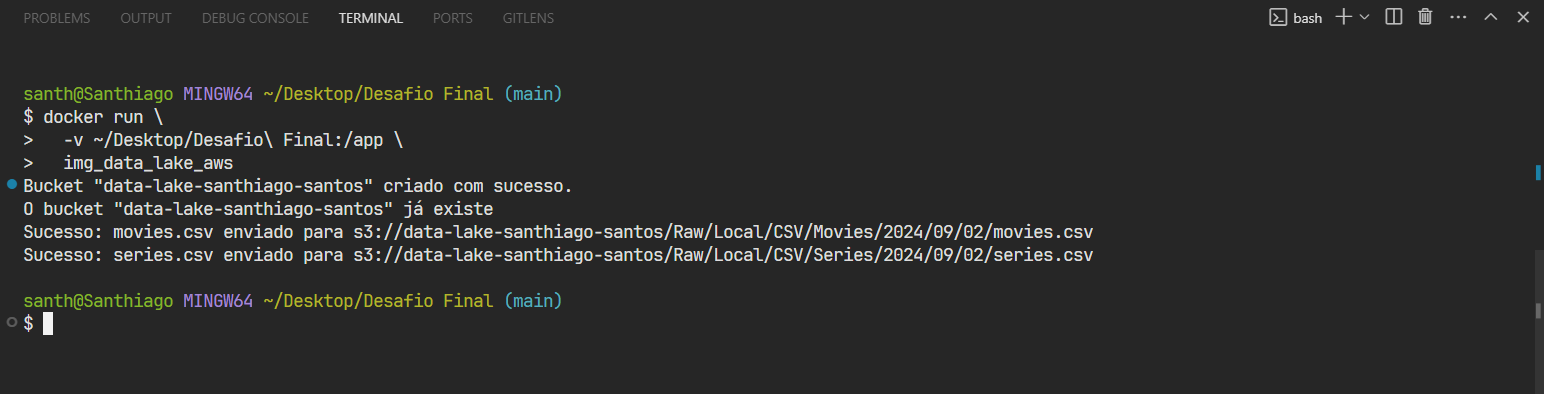 PROBLEMS OUTPUT DEBUG CONSOLE TERMINAL PORTS GITLENS bash
santh@Santhiago MINGW64 ~/Desktop/Desafio Final (main)
$ docker run \
>   -v ~/Desktop/Desafio\ Final:/app \
>   img_data_lake_aws
Bucket "data-lake-santhiago-santos" criado com sucesso.
O bucket "data-lake-santhiago-santos" já existe
Sucesso: movies.csv enviado para s3://data-lake-santhiago-santos/Raw/Local/CSV/Movies/2024/09/02/movies.csv
Sucesso: series.csv enviado para s3://data-lake-santhiago-santos/Raw/Local/CSV/Series/2024/09/02/series.csv
santh@Santhiago MINGW64 ~/Desktop/Desafio Final (main)
$